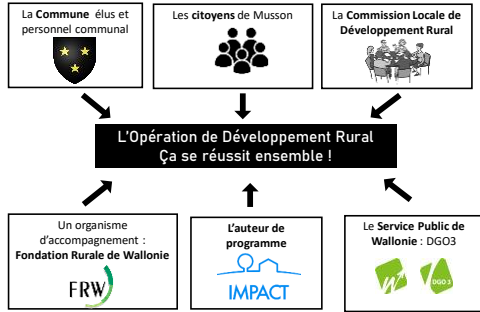 La Commune élus et
personnel communal
Les citoyens de Musson
La Commission Locale de
Développement Rural
L'Opération de Développement Rural
Ça se réussit ensemble !
Un organisme
d'accompagnement :
Fondation Rurale de Wallonie
FRW
L'auteur de
programme
IMPACT
Le Service Public de
Wallonie : DGO3
DGO 3